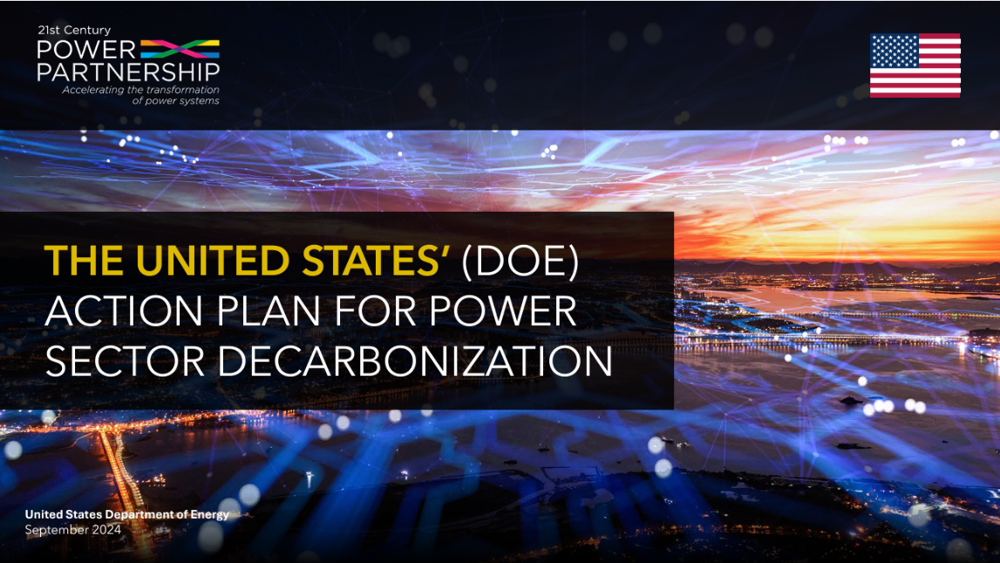 21st Century
POWER
PARTNERSHIP
Accelerating the transformation
of power systems
THE UNITED STATES’ (DOE)
ACTION PLAN FOR POWER
SECTOR DECARBONIZATION
United States Department of Energy
September 2024